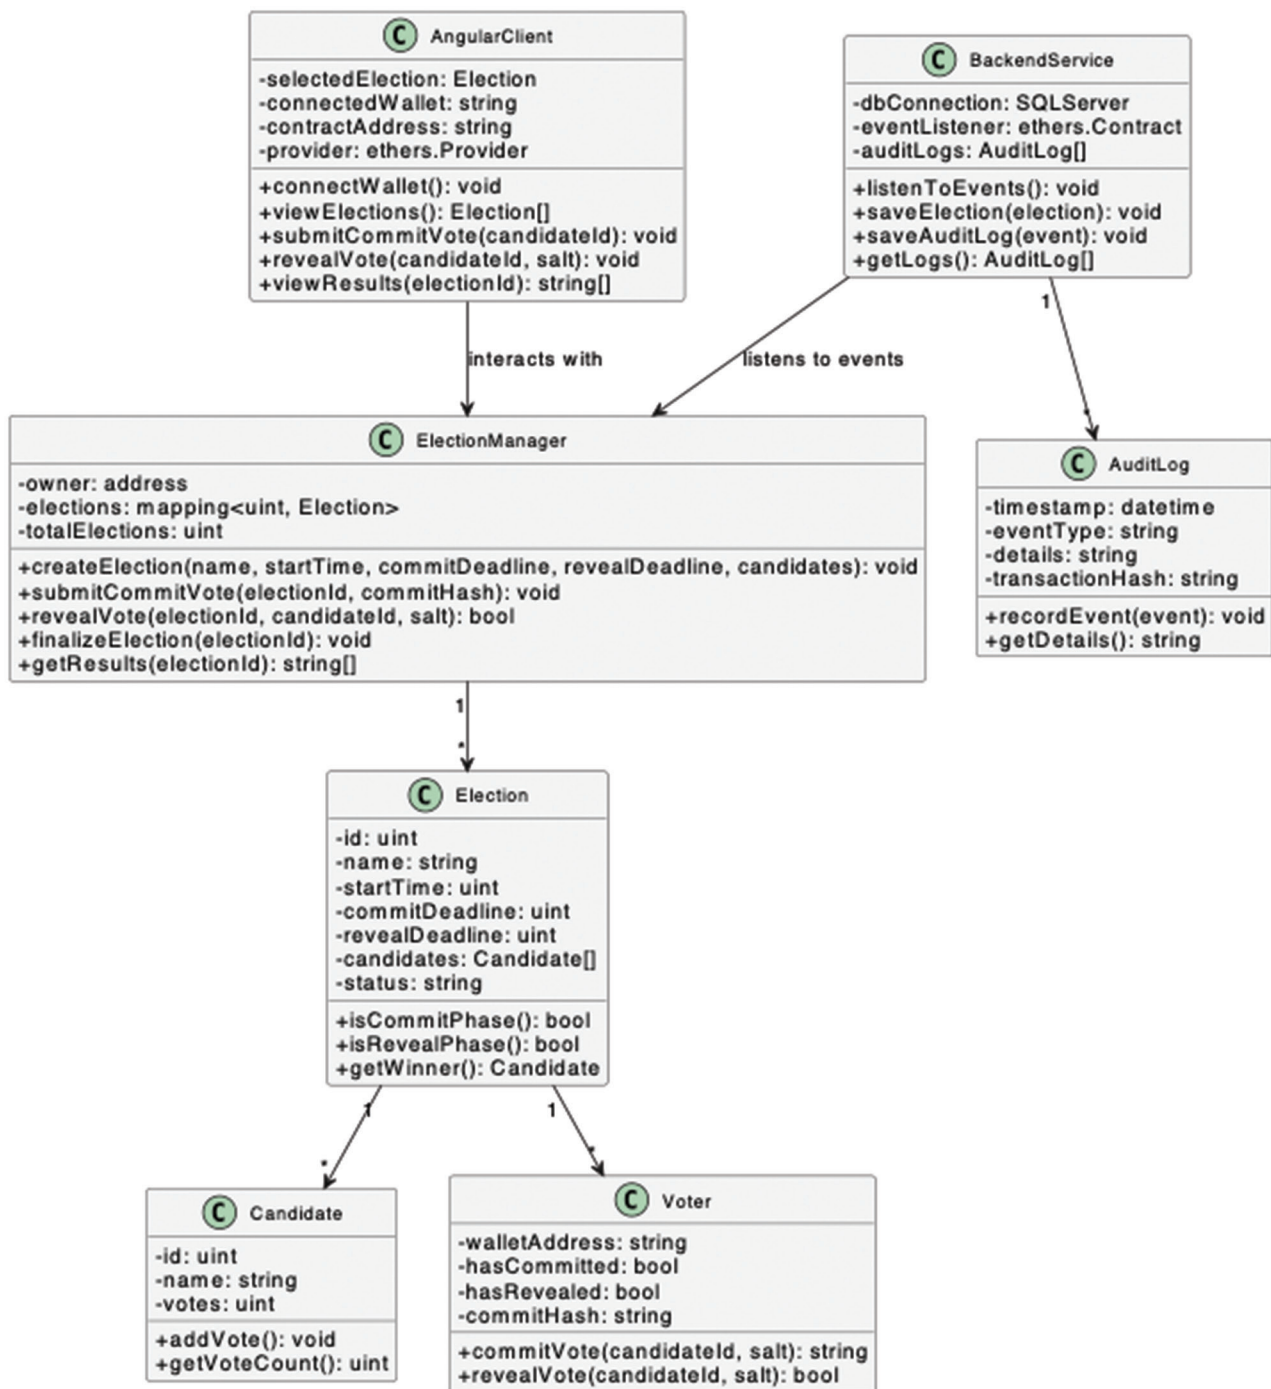 C AngularClient
-selectedElection: Election
-connectedWallet: string
-contractAddress: string
-provider: ethers.Provider
+connectWallet(): void
+viewElections(): Election[]
+submitCommitVote(candidateId): void
+revealVote(candidateId, salt): void
+viewResults(electionId): string[]
C BackendService
-dbConnection: SQLServer
-eventListener: ethers.Contract
-auditLogs: AuditLog[]
+listenToEvents(): void
+saveElection(election): void
+saveAuditLog(event): void
+getLogs(): AuditLog[]
interacts with
listens to events
1
*
C ElectionManager
-owner: address
-elections: mapping<uint, Election>
-totalElections: uint
+createElection(name, startTime, commitDeadline, revealDeadline, candidates): void
+submitCommitVote(electionId, commitHash): void
+revealVote(electionId, candidateId, salt): bool
+finalizeElection(electionId): void
+getResults(electionId): string[]
C AuditLog
-timestamp: datetime
-eventType: string
-details: string
-transactionHash: string
+recordEvent(event): void
+getDetails(): string
1
*
C Election
-id: uint
-name: string
-startTime: uint
-commitDeadline: uint
-revealDeadline: uint
-candidates: Candidate[]
-status: string
+isCommitPhase(): bool
+isRevealPhase(): bool
+getWinner(): Candidate
1
*
1
*
C Candidate
-id: uint
-name: string
-votes: uint
+addVote(): void
+getVoteCount(): uint
C Voter
-walletAddress: string
-hasCommitted: bool
-hasRevealed: bool
-commitHash: string
+commitVote(candidateId, salt): string
+revealVote(candidateId, salt): bool